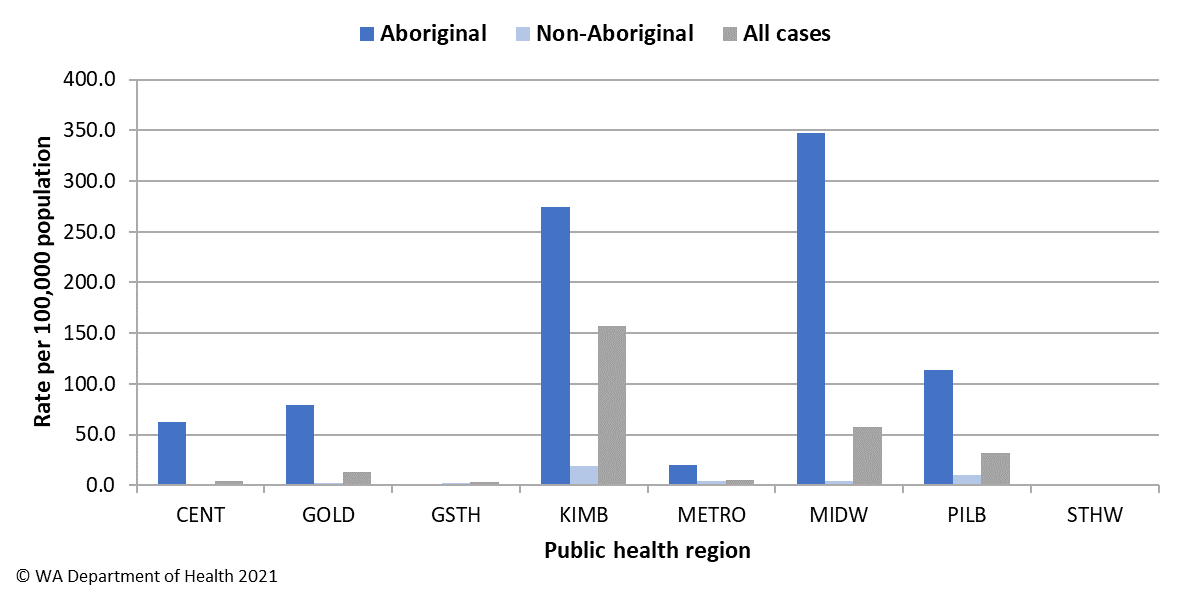 Aboriginal Non-Aboriginal All cases
400.0
350.0
300.0
250.0
200.0
150.0
100.0
50.0
0.0
Rate per 100,000 population
CENT GOLD GSTH KIMB METRO MIDW PILB STHW
Public health region
© WA Department of Health 2021